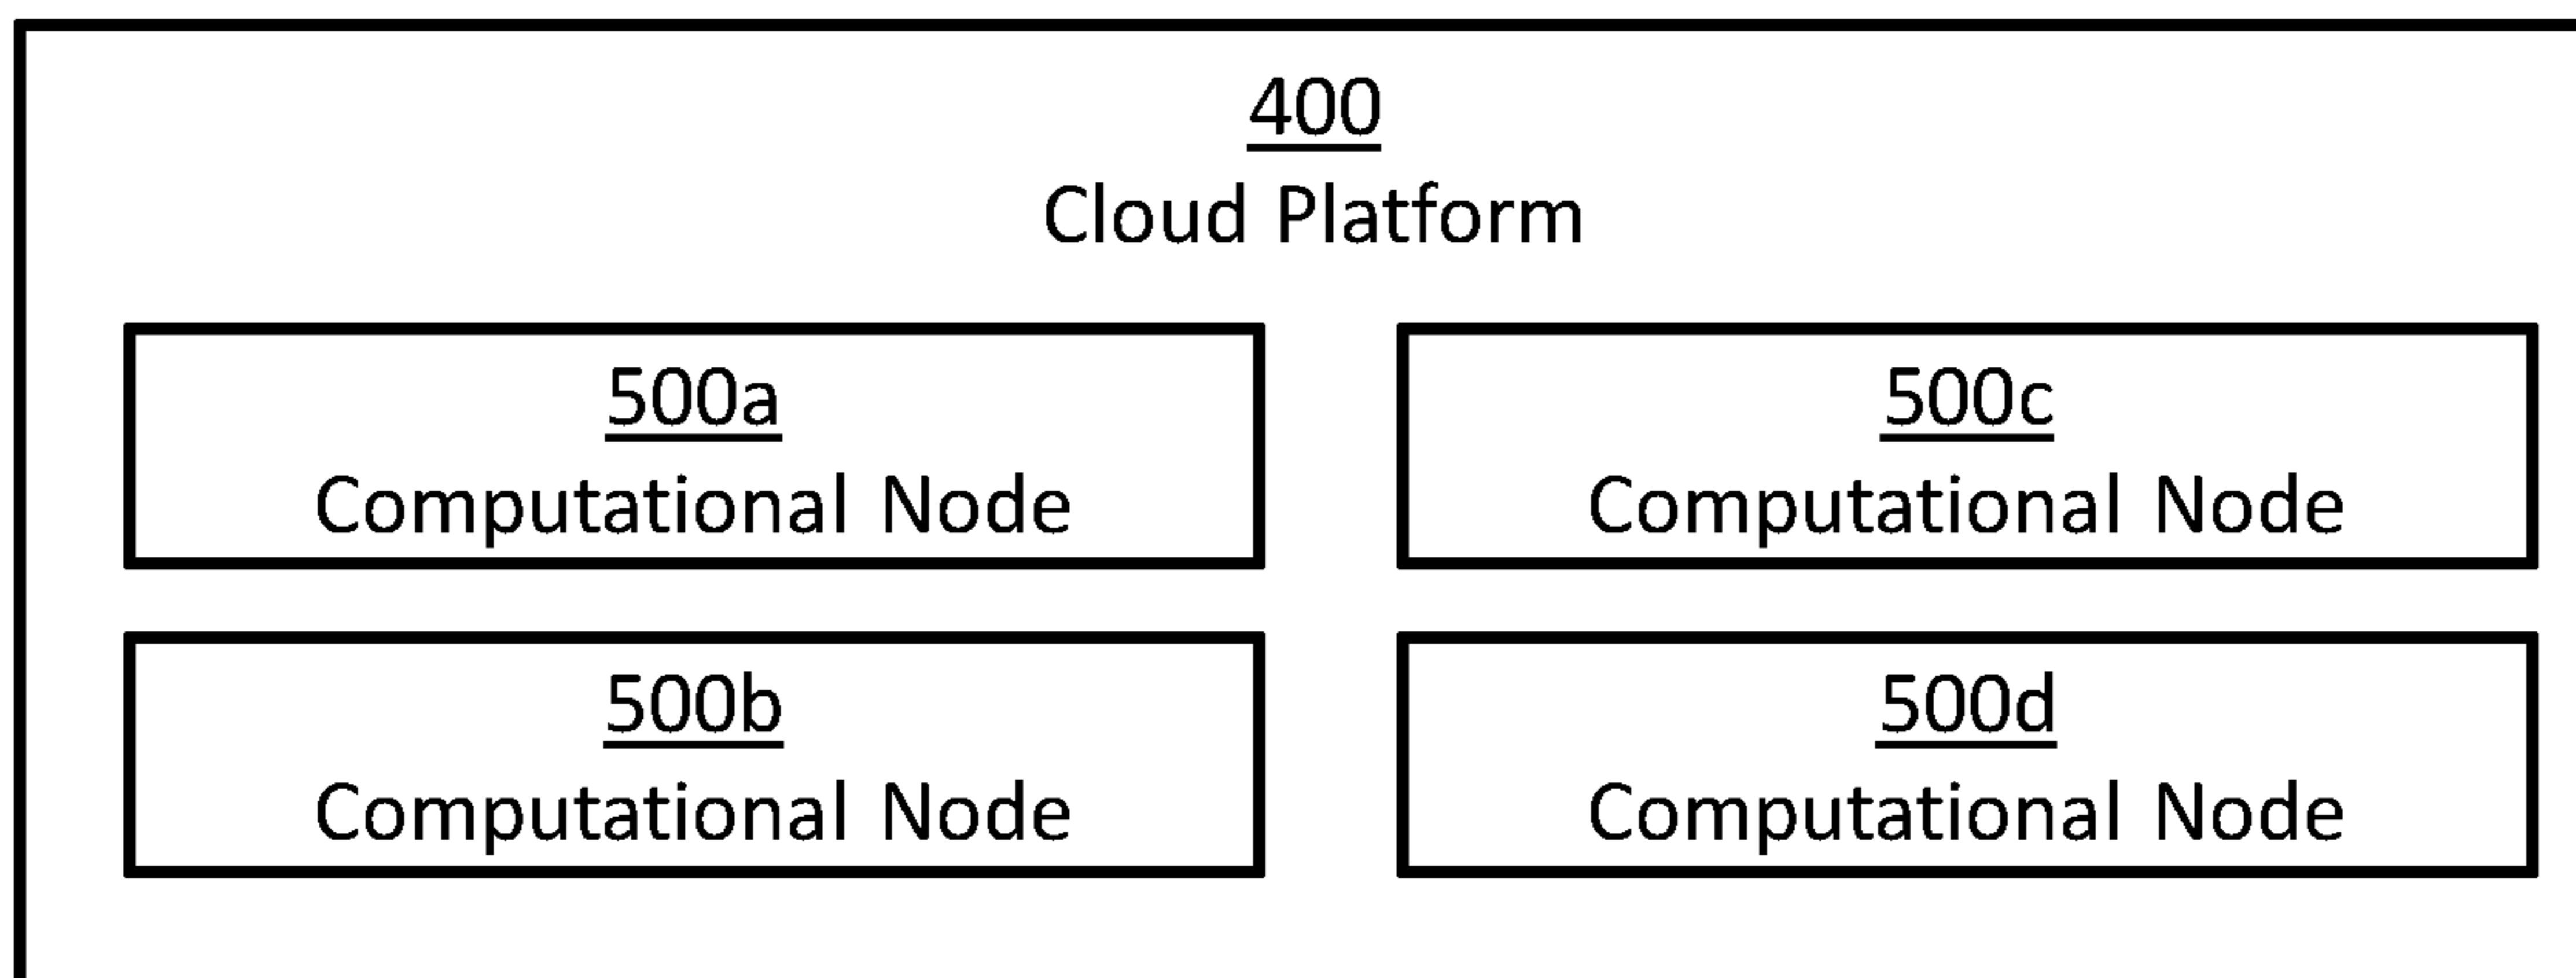 400
Cloud Platform
500a
Computational Node
500c
Computational Node
500b
Computational Node
500d
Computational Node